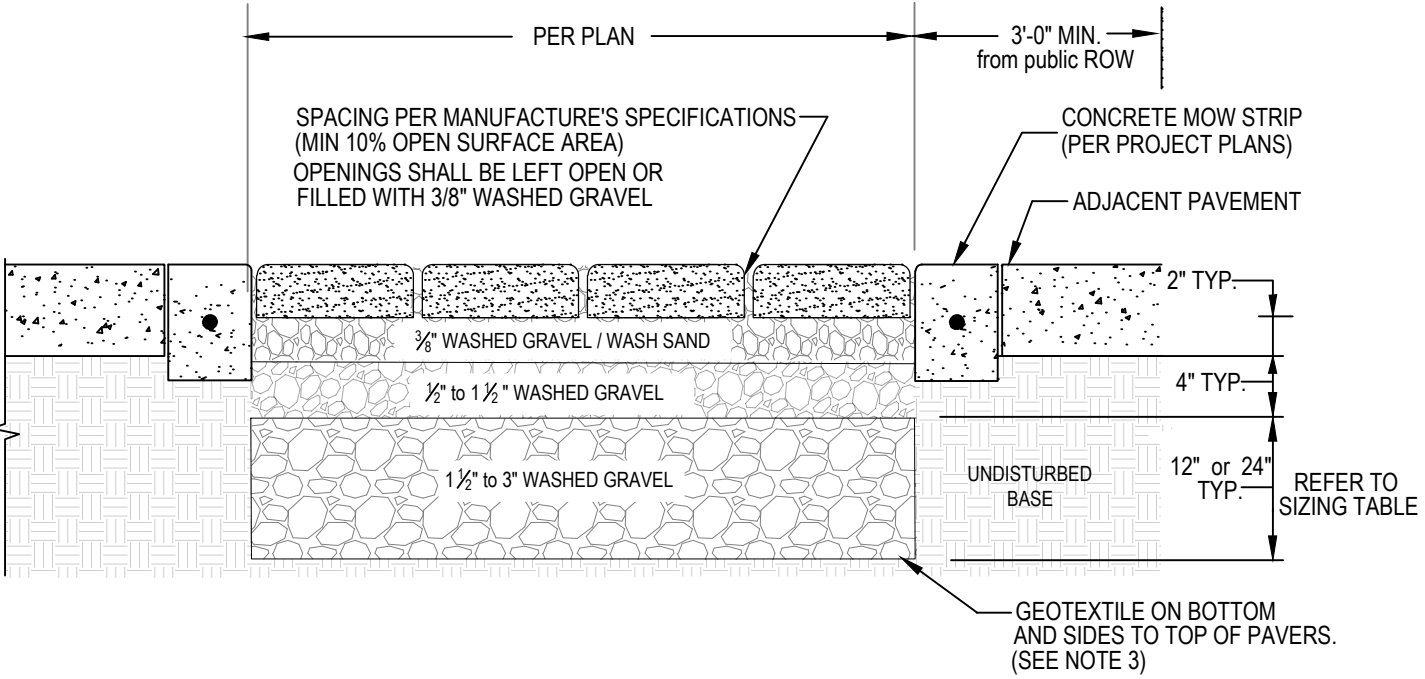 PER PLAN
3'-0" MIN.
from public ROW
SPACING PER MANUFACTURE'S SPECIFICATIONS
(MIN 10% OPEN SURFACE AREA)
OPENINGS SHALL BE LEFT OPEN OR
FILLED WITH 3/8" WASHED GRAVEL
CONCRETE MOW STRIP
(PER PROJECT PLANS)
ADJACENT PAVEMENT
2" TYP.
⅜" WASHED GRAVEL / WASH SAND
4" TYP.
½" to 1 ½" WASHED GRAVEL
1 ½" to 3" WASHED GRAVEL
UNDISTURBED
BASE
12" or 24"
TYP.
REFER TO
SIZING TABLE
GEOTEXTILE ON BOTTOM
AND SIDES TO TOP OF PAVERS.
(SEE NOTE 3)